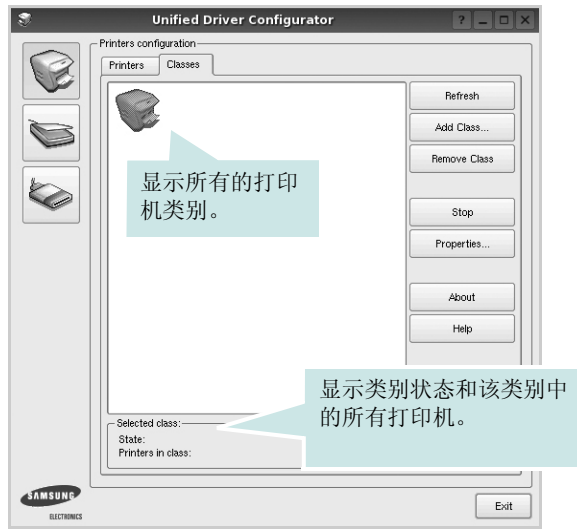 Unified Driver Configurator
Printers configuration
Printers
Classes
Refresh
Add Class...
Remove Class
显示所有的打印
机类别。
Stop
Properties...
About
Help
显示类别状态和该类别中
的所有打印机。
Selected class:
State:
Printers in class:
SAMSUNG
ELECTRONICS
Exit